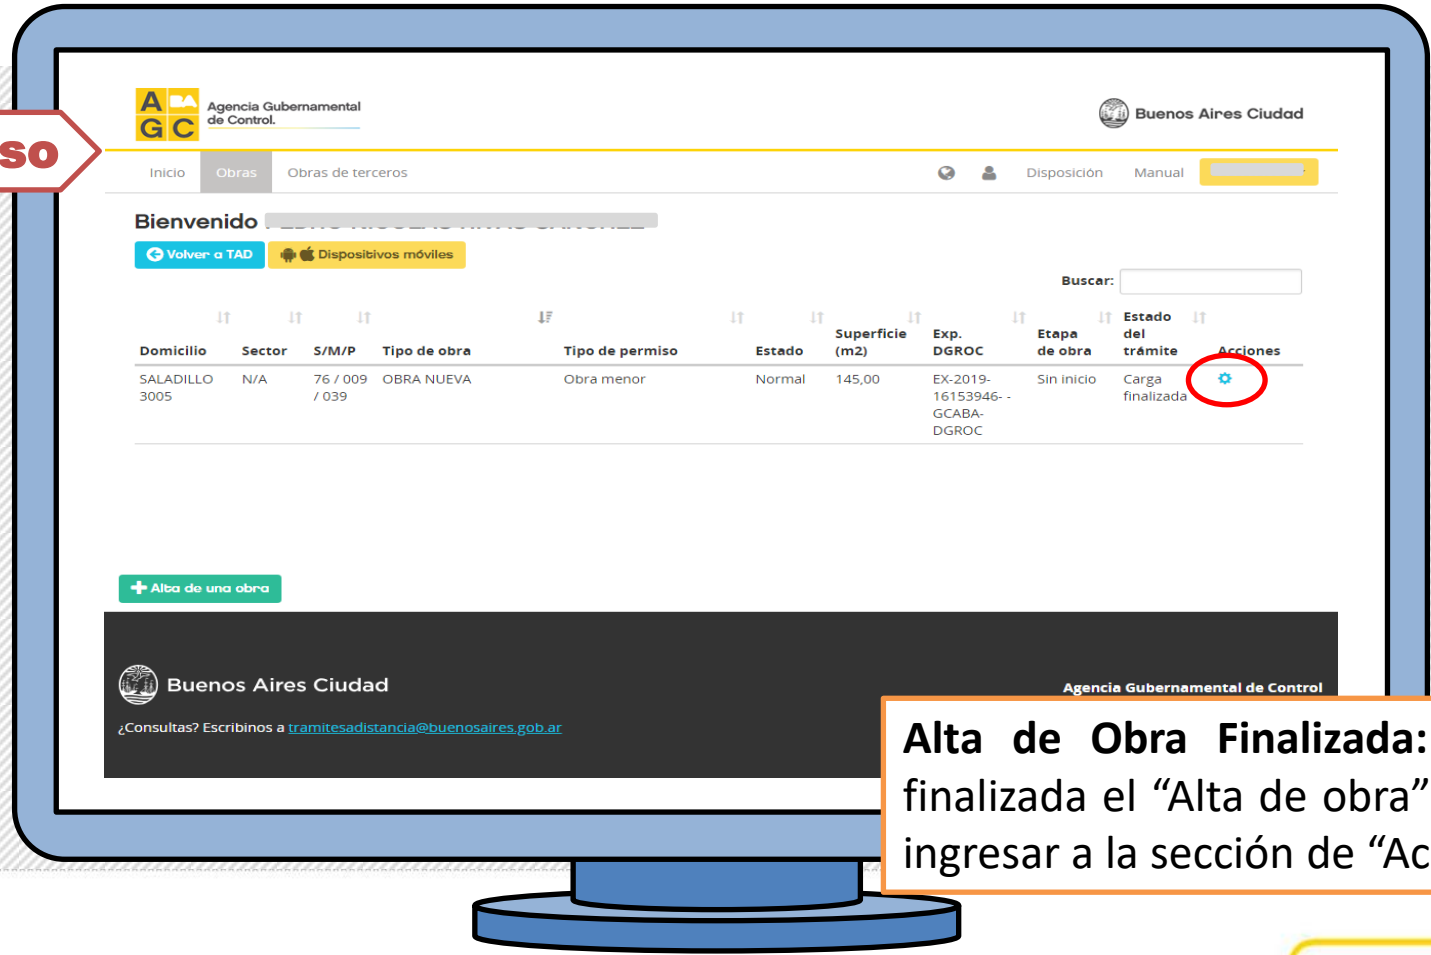 so
A BA
G C
Agencia Gubernamental
de Control.
Buenos Aires Ciudad
Inicio Obras Obras de terceros Disposición Manual
Bienvenido
Volver a TAD Dispositivos móviles
Buscar:
Domicilio Sector S/M/P Tipo de obra Tipo de permiso Estado Superficie (m2) Exp. DGROC Etapa de obra Estado del trámite Acciones
SALADILLO 3005 N/A 76 / 009 / 039 OBRA NUEVA Obra menor Normal 145,00 EX-2019-16153946- -GCABA-DGROC Sin inicio Carga finalizada
Alta de una obra
Buenos Aires Ciudad
Agencia Gubernamental de Control
¿Consultas? Escribinos a tramitesadistancia@buenosaires.gob.ar
Alta de Obra Finalizada:
finalizada el “Alta de obra”
ingresar a la sección de “Ac